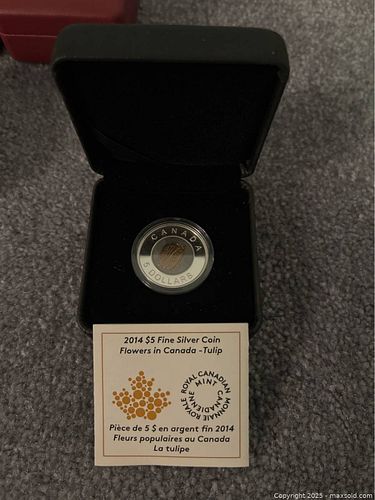 CANADA
5 DOLLARS
2014 $5 Fine Silver Coin
Flowers in Canada -Tulip
ROYAL CANADIAN MINT
MONNAIE ROYALE CANADIENNE
Pièce de 5 $ en argent fin 2014
Fleurs populaires au Canada
La tulipe
Copyright 2025 - maxsold.com